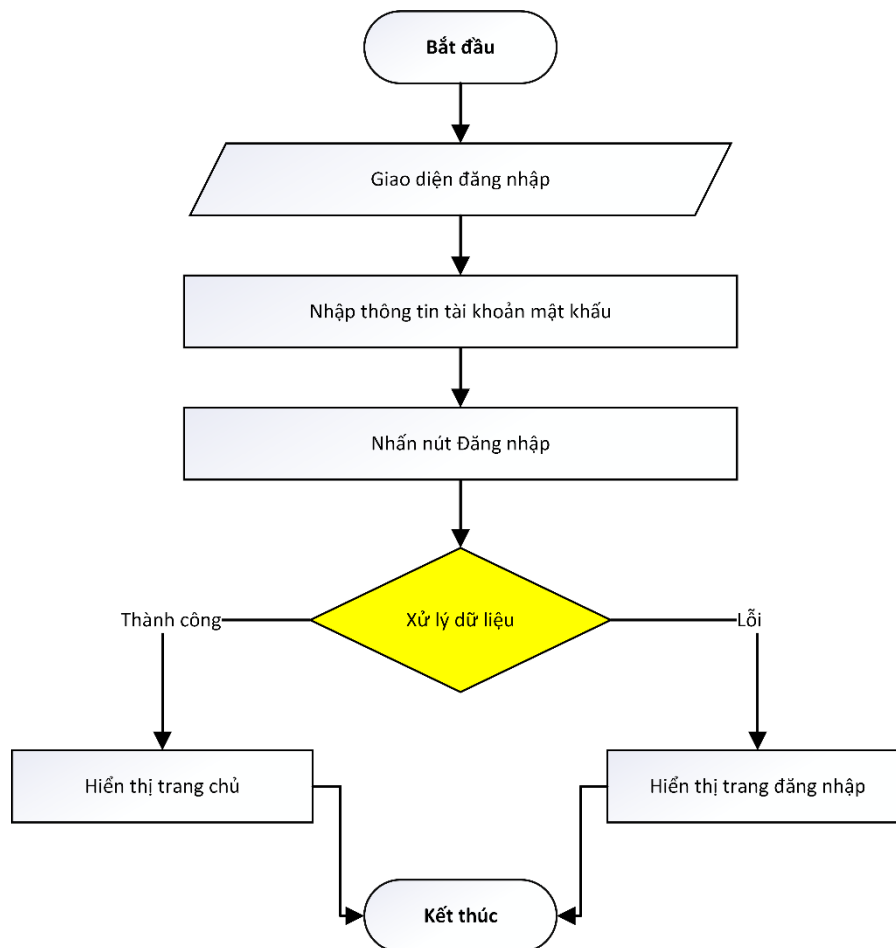 Bắt đầu
Giao diện đăng nhập
Nhập thông tin tài khoản mật khấu
Nhấn nút Đăng nhập
Xử lý dữ liệu
Thành công
Lỗi
Hiển thị trang chủ
Hiển thị trang đăng nhập
Kết thúc